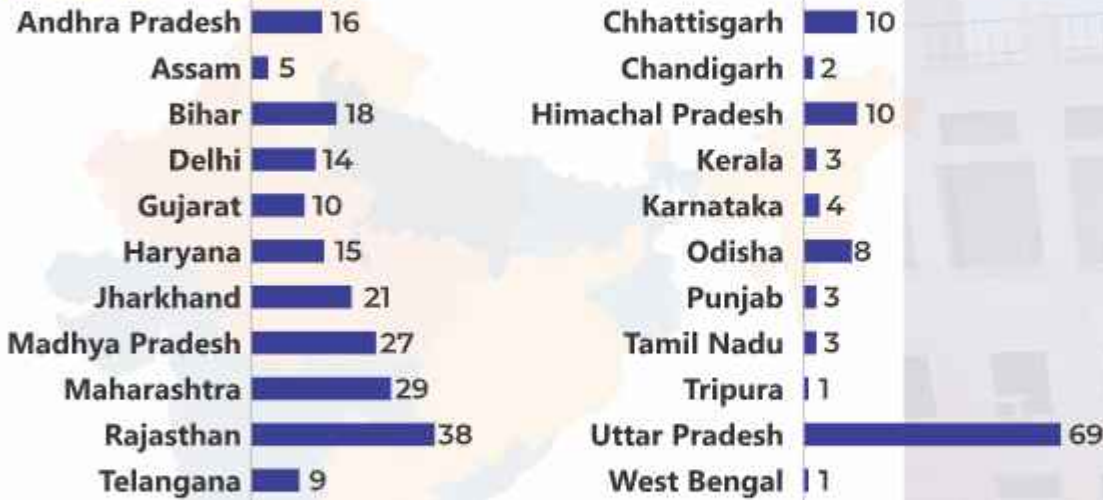 Andhra Pradesh 16
Assam 5
Bihar 18
Delhi 14
Gujarat 10
Haryana 15
Jharkhand 21
Madhya Pradesh 27
Maharashtra 29
Rajasthan 38
Telangana 9
Chhattisgarh 10
Chandigarh 2
Himachal Pradesh 10
Kerala 3
Karnataka 4
Odisha 8
Punjab 3
Tamil Nadu 3
Tripura 1
Uttar Pradesh 69
West Bengal 1